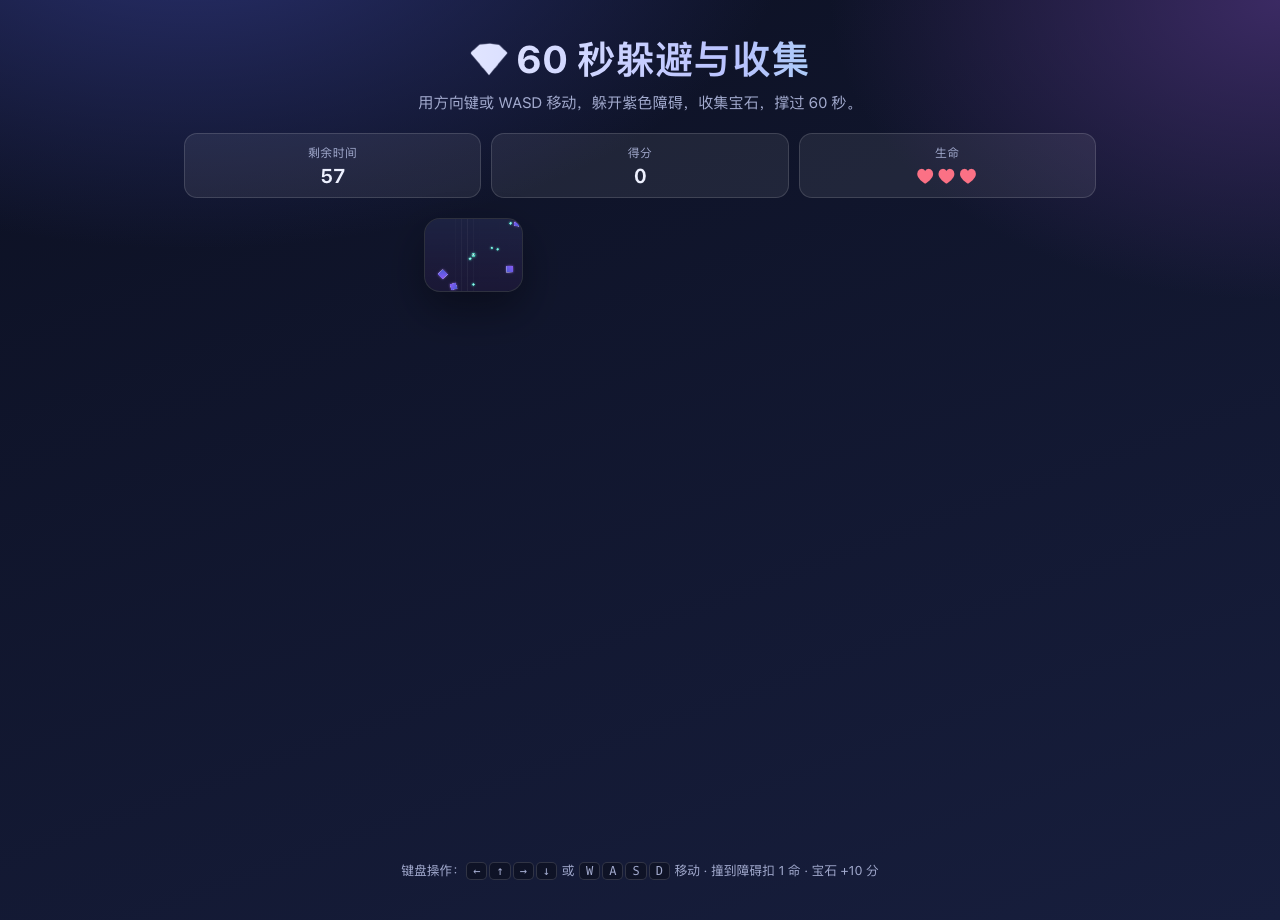 60 秒躲避与收集
用方向键或 WASD 移动，躲开紫色障碍，收集宝石，撑过 60 秒。
剩余时间
57
得分
0
生命
键盘操作：← ↑ → ↓ 或 W A S D 移动 · 撞到障碍扣 1 命 · 宝石 +10 分